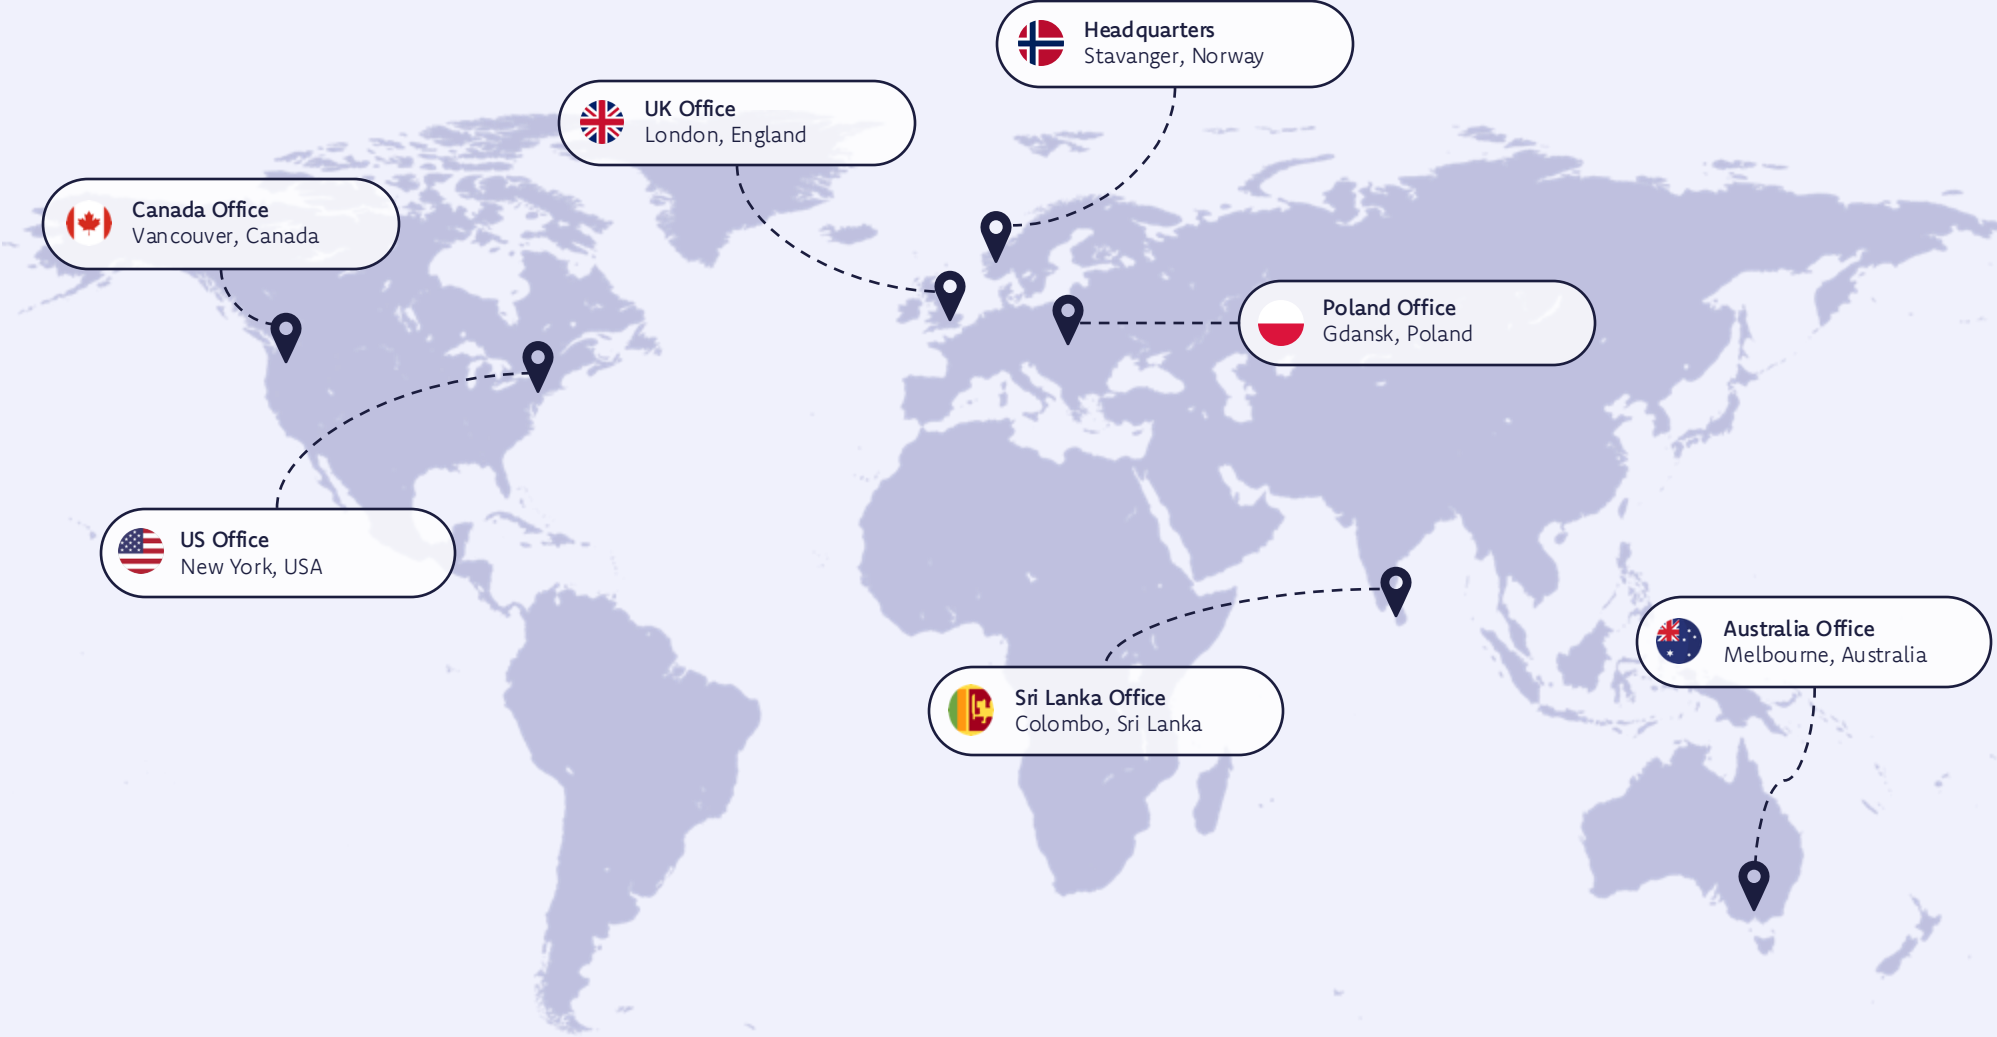 Headquarters
Stavanger, Norway
UK Office
London, England
Canada Office
Vancouver, Canada
Poland Office
Gdansk, Poland
US Office
New York, USA
Australia Office
Melbourne, Australia
Sri Lanka Office
Colombo, Sri Lanka